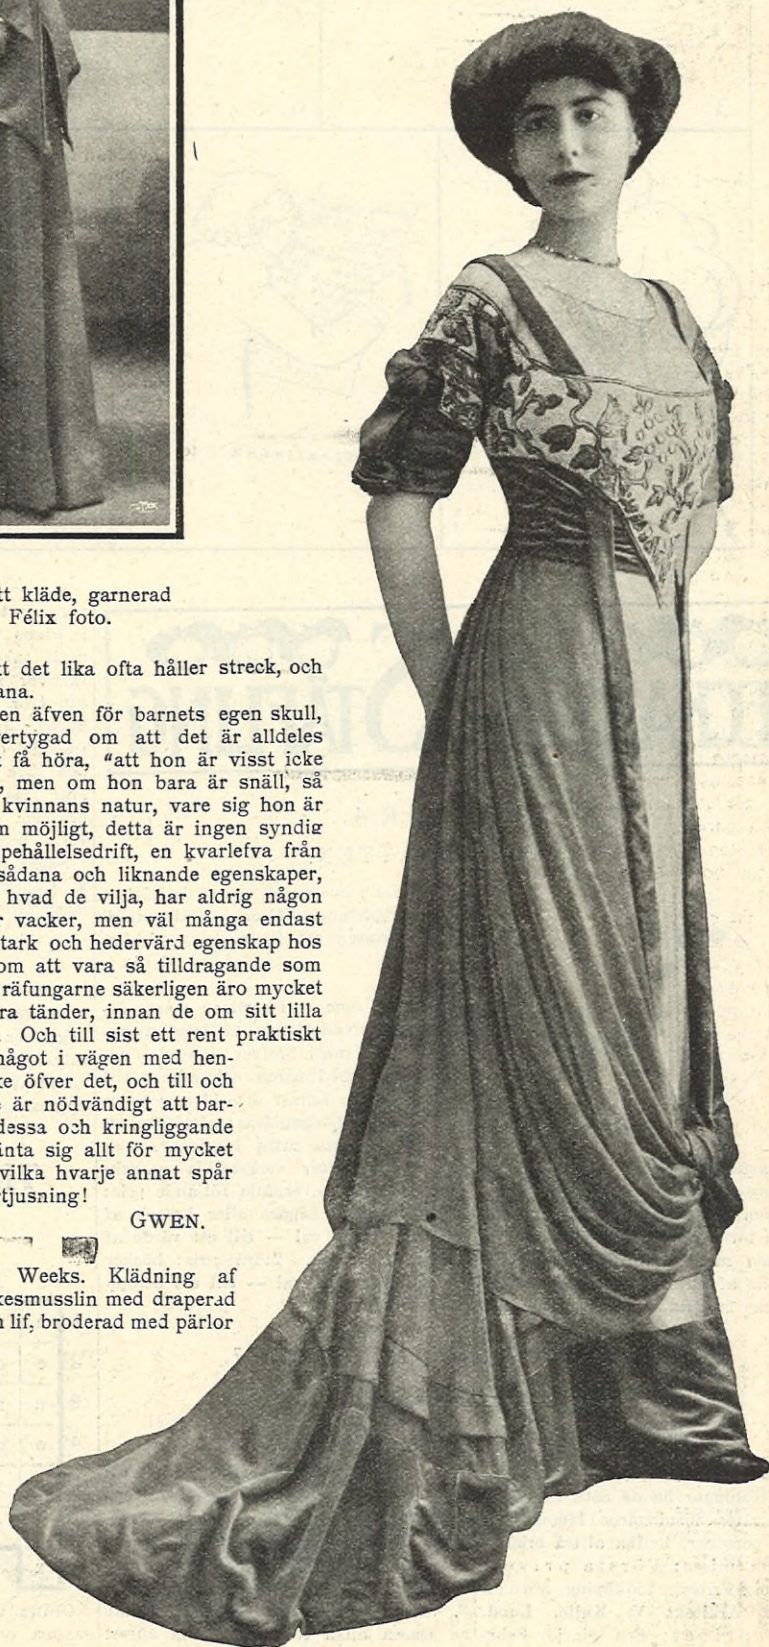 tt kläde, garnerad
Félix foto.
tt det lika ofta håller streck, och
ana.
en äfven för barnets egen skull,
vertygad om att det är alldeles
t få höra, “att hon är visst icke
, men om hon bara är snäll, så
kvinnans natur, vare sig hon är
m möjligt, detta är ingen syndig
pehållelsedrift, en kvarlefva från
sådana och liknande egenskaper,
hvad de vilja, har aldrig någon
r vacker, men väl många endast
tark och hedervärd egenskap hos
om att vara så tilldragande som
räfungarne säkerligen äro mycket
ra tänder, innan de om sitt lilla
. Och till sist ett rent praktiskt
något i vägen med hen-
ke öfver det, och till och
e är nödvändigt att bar-
dessa och kringliggande
änta sig allt för mycket
vilka hvarje annat spår
rtjusning!
GWEN.
Weeks. Klädning af
kesmusslin med draperad
n lif, broderad med pärlor